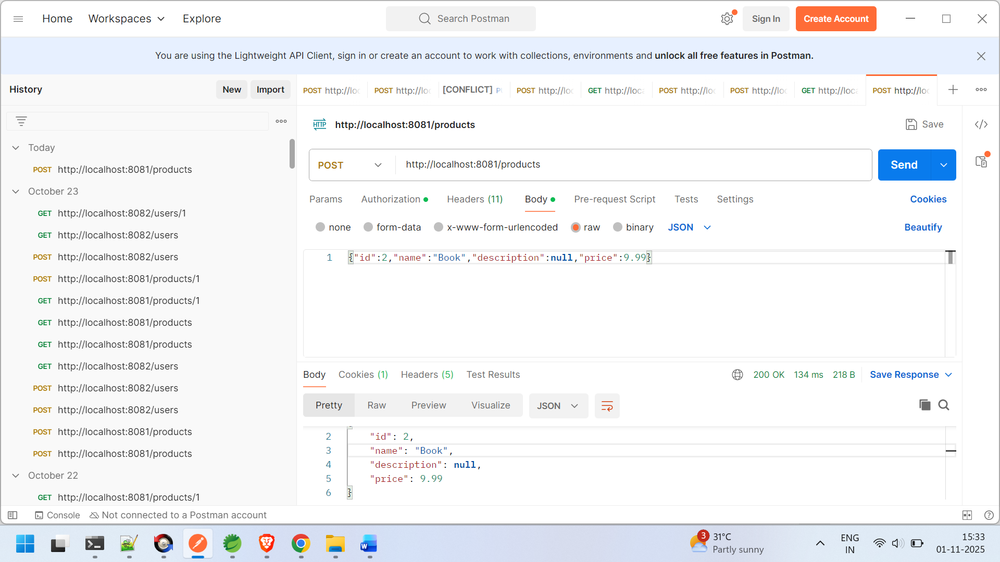 Home Workspaces Explore
Search Postman
Sign In Create Account
You are using the Lightweight API Client, sign in or create an account to work with collections, environments and unlock all free features in Postman.
History New Import
Today
POST http://localhost:8081/products
October 23
GET http://localhost:8082/users/1
GET http://localhost:8082/users
POST http://localhost:8082/users
POST http://localhost:8081/products/1
GET http://localhost:8081/products/1
GET http://localhost:8081/products
GET http://localhost:8081/products
GET http://localhost:8082/users
POST http://localhost:8082/users
POST http://localhost:8082/users
POST http://localhost:8081/products
POST http://localhost:8081/products
October 22
GET http://localhost:8081/products/1
POST http://loc POST http://loc [CONFLICT] P POST http://loc GET http://loca POST http://loc POST http://loc GET http://loca POST http://loc
HTTP http://localhost:8081/products
Save
POST http://localhost:8081/products
Send
Params Authorization Headers (11) Body Pre-request Script Tests Settings Cookies
none form-data x-www-form-urlencoded raw binary JSON Beautify
1 {"id":2,"name":"Book","description":null,"price":9.99}
Body Cookies (1) Headers (5) Test Results 200 OK 134 ms 218 B Save Response
Pretty Raw Preview Visualize JSON
2 "id": 2,
3 "name": "Book",
4 "description": null,
5 "price": 9.99
6 }
Console Not connected to a Postman account
3 31°C
Partly sunny
ENG
IN
15:33
01-11-2025